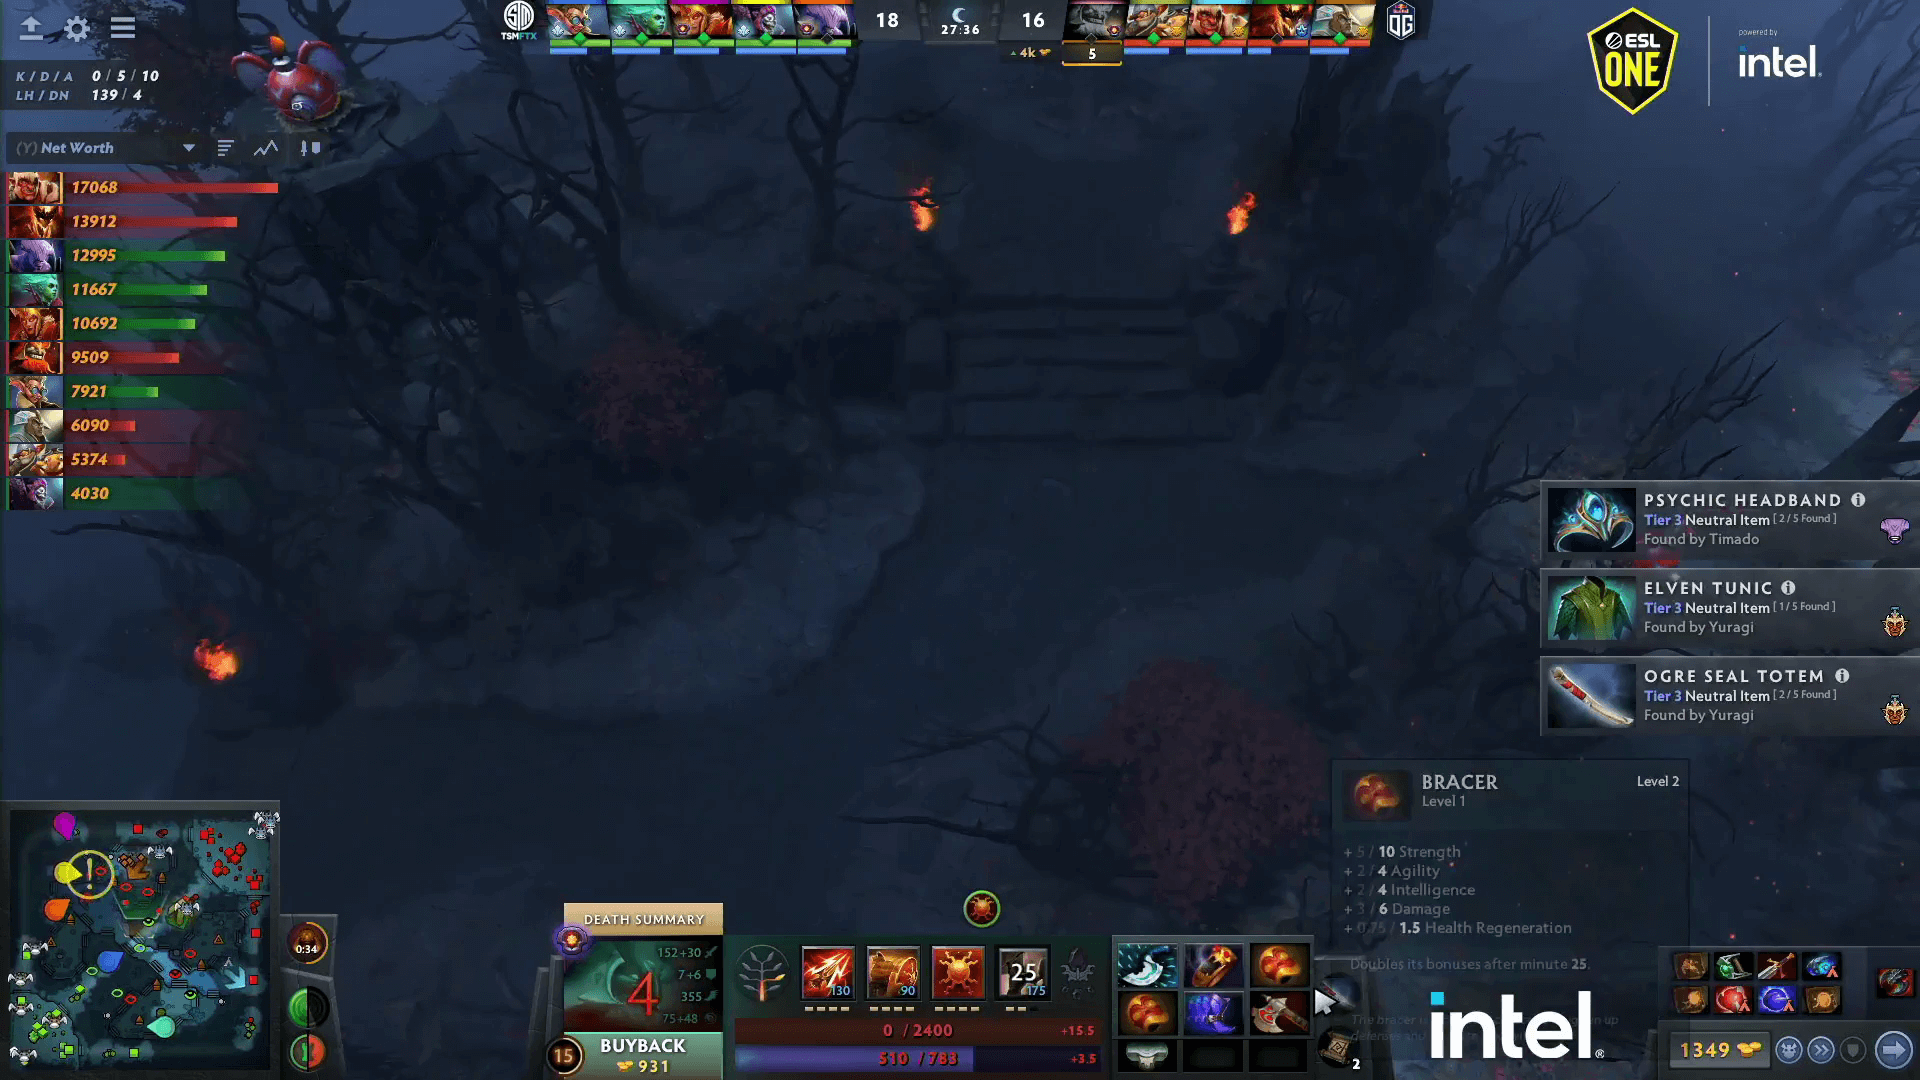 TSMFTX
18
27:36
16
4k
5
OG
ESL
ONE
powered by
intel.
K / D / A 0 / 5 / 10
LH / DN 139 / 4
(Y) Net Worth
17068
13912
12995
11667
10692
9509
7921
6090
5374
4030
PSYCHIC HEADBAND
Tier 3 Neutral Item [ 2 / 5 Found ]
Found by Timado
ELVEN TUNIC
Tier 3 Neutral Item [ 1 / 5 Found ]
Found by Yuragi
OGRE SEAL TOTEM
Tier 3 Neutral Item [ 2 / 5 Found ]
Found by Yuragi
BRACER Level 2
Level 1
+ 5 / 10 Strength
+ 2 / 4 Agility
+ 2 / 4 Intelligence
+ 3 / 6 Damage
+ 0.75 / 1.5 Health Regeneration
Doubles its bonuses after minute 25.
intel.
0:34
DEATH SUMMARY
152+30
7+6
355
75+48
4
15
BUYBACK
931
130
90
25
175
0 / 2400 +15.5
510 / 783 +3.5
2
1349